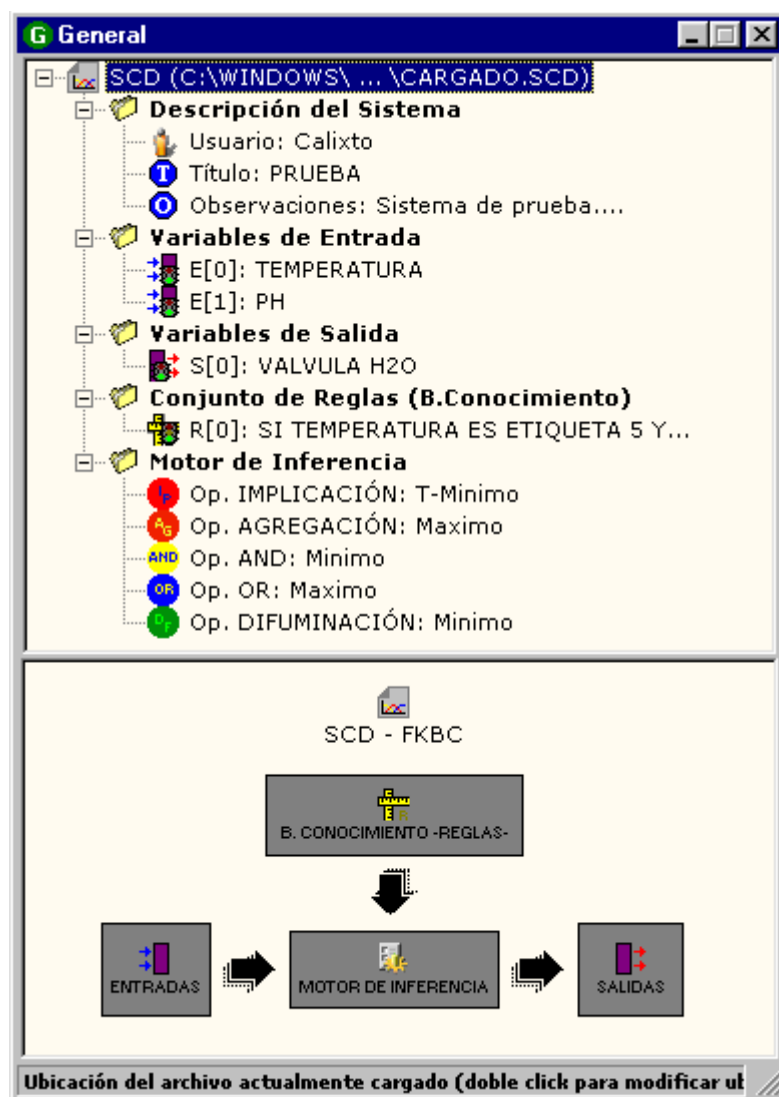 G General
SCD (C:\WINDOWS\ ... \CARGADO.SCD)
Descripción del Sistema
Usuario: Calixto
T Título: PRUEBA
O Observaciones: Sistema de prueba....
Variables de Entrada
E[0]: TEMPERATURA
E[1]: PH
Variables de Salida
S[0]: VALVULA H2O
Conjunto de Reglas (B.Conocimiento)
R[0]: SI TEMPERATURA ES ETIQUETA 5 Y...
Motor de Inferencia
IP Op. IMPLICACIÓN: T-Minimo
AG Op. AGREGACIÓN: Maximo
AND Op. AND: Minimo
OR Op. OR: Maximo
DF Op. DIFUMINACIÓN: Minimo
SCD - FKBC
R
B. CONOCIMIENTO -REGLAS-
ENTRADAS
MOTOR DE INFERENCIA
SALIDAS
Ubicación del archivo actualmente cargado (doble click para modificar